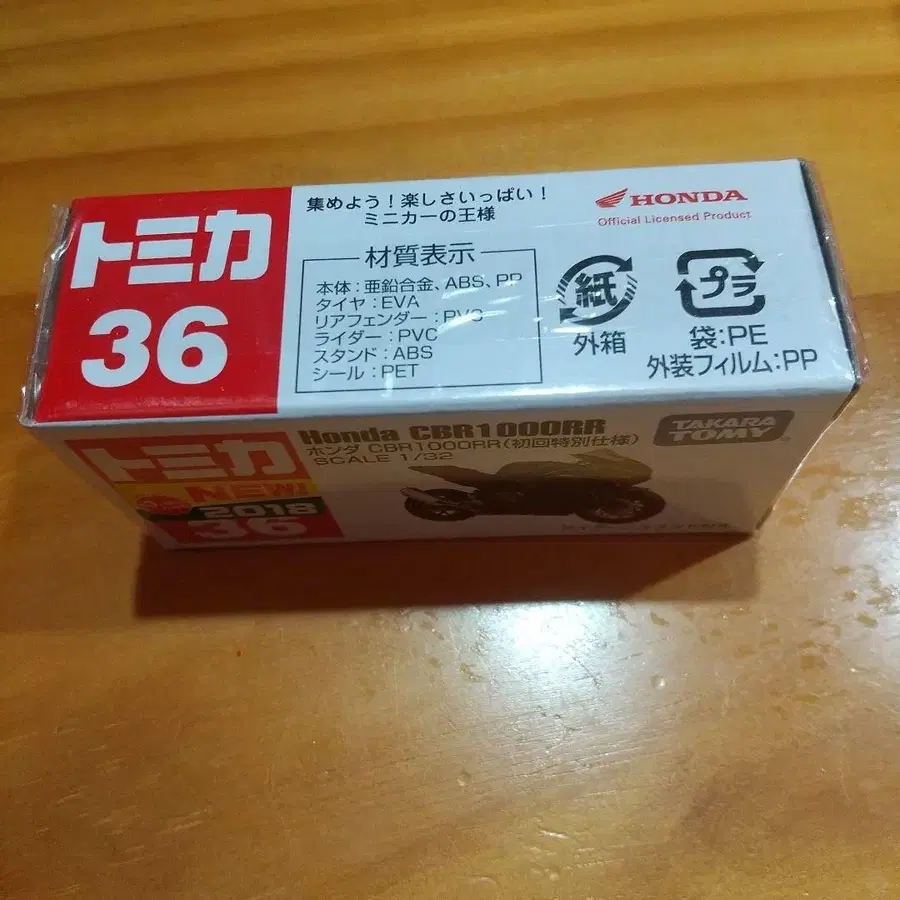 トミカ
36
集めよう！楽しさいっぱい！
ミニカーの王様
材質表示
本体：亜鉛合金、ABS、PP
タイヤ：EVA
リアフェンダー：PVC
ライダー：PVC
スタンド：ABS
シール：PET
HONDA
Official Licensed Product
紙
外箱
プラ
袋：PE
外装フィルム：PP
トミカ
NEW!
2018
36
Honda CBR1000RR
ホンダ CBR1000RR（初回特別仕様）
SCALE 1/32
TAKARA
TOMY